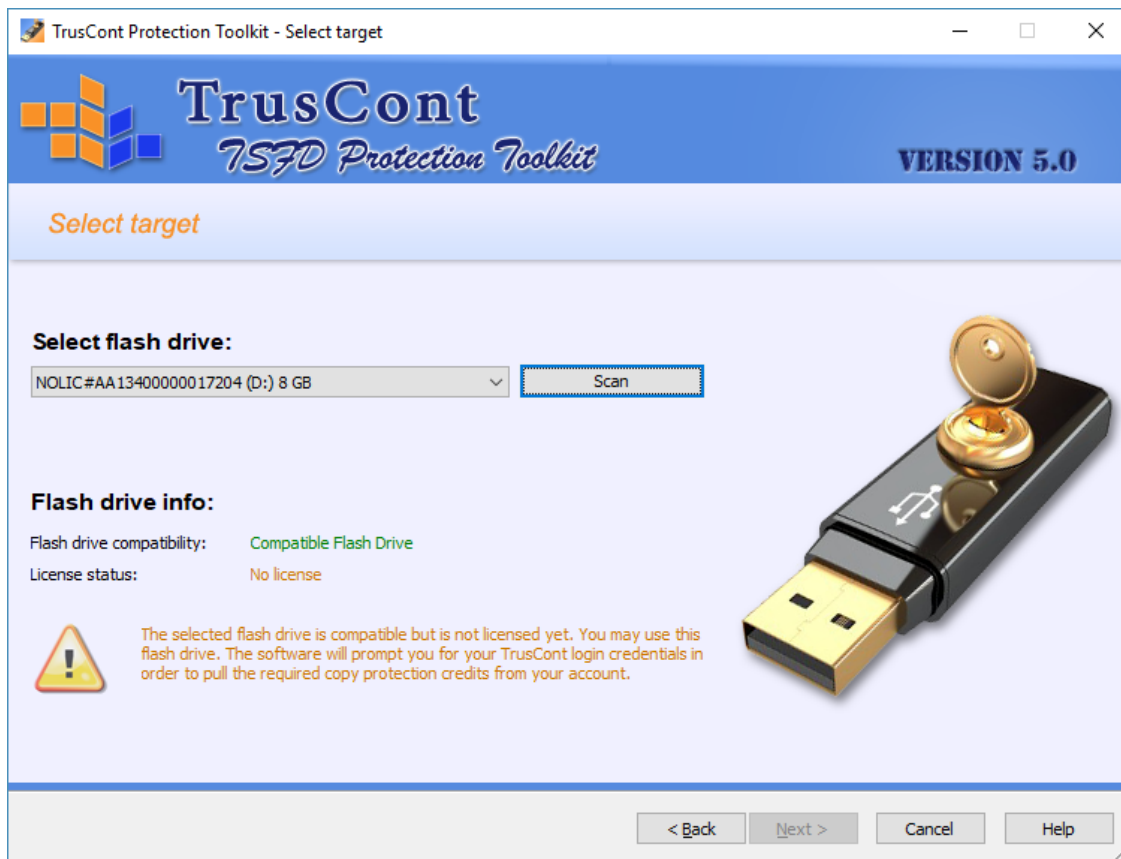 TrusCont Protection Toolkit - Select target
TrusCont
TSFD Protection Toolkit
VERSION 5.0
Select target
Select flash drive:
NOLIC#AA13400000017204 (D:) 8 GB
Scan
Flash drive info:
Flash drive compatibility: Compatible Flash Drive
License status: No license
The selected flash drive is compatible but is not licensed yet. You may use this
flash drive. The software will prompt you for your TrusCont login credentials in
order to pull the required copy protection credits from your account.
< Back Next > Cancel Help